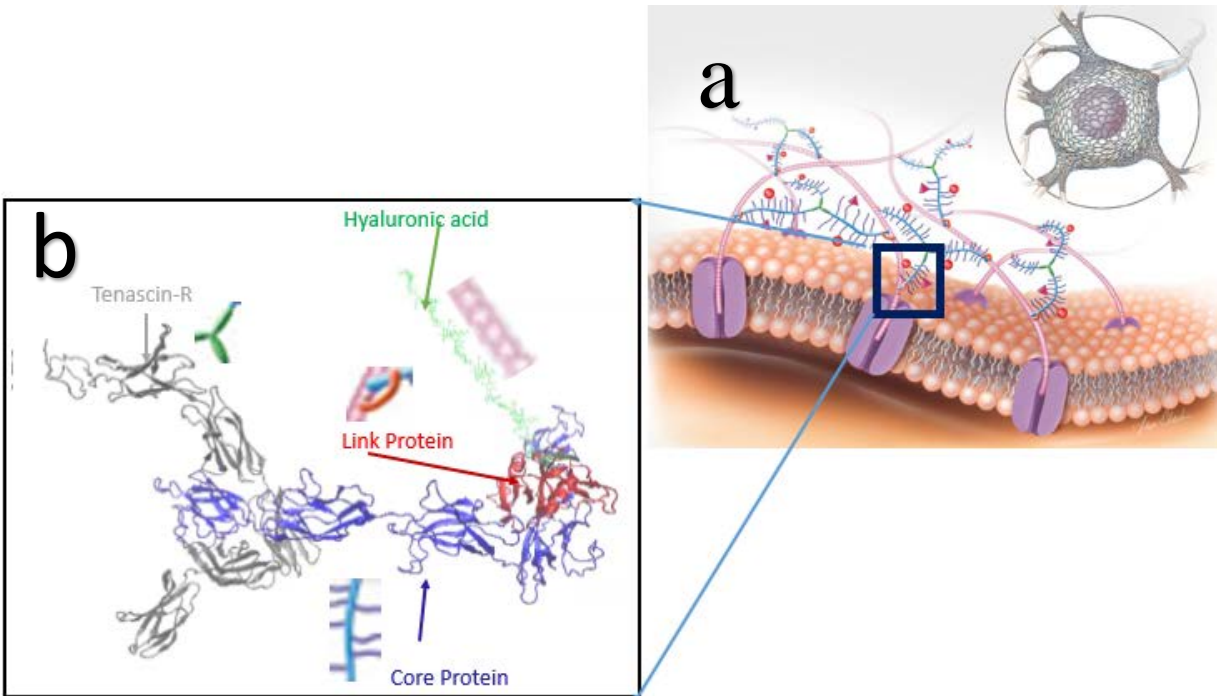 a
b
Hyaluronic acid
Tenascin-R
Link Protein
Core Protein